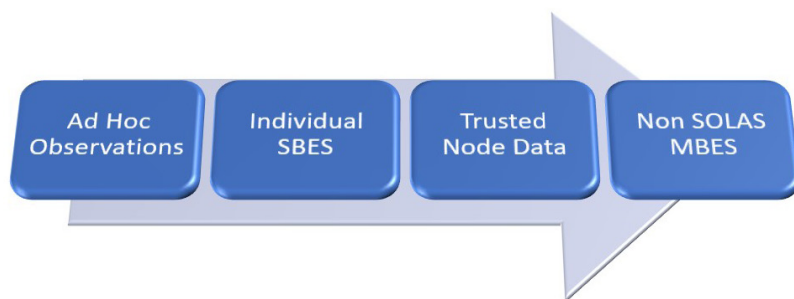 Ad Hoc
Observations
Individual
SBES
Trusted
Node Data
Non SOLAS
MBES